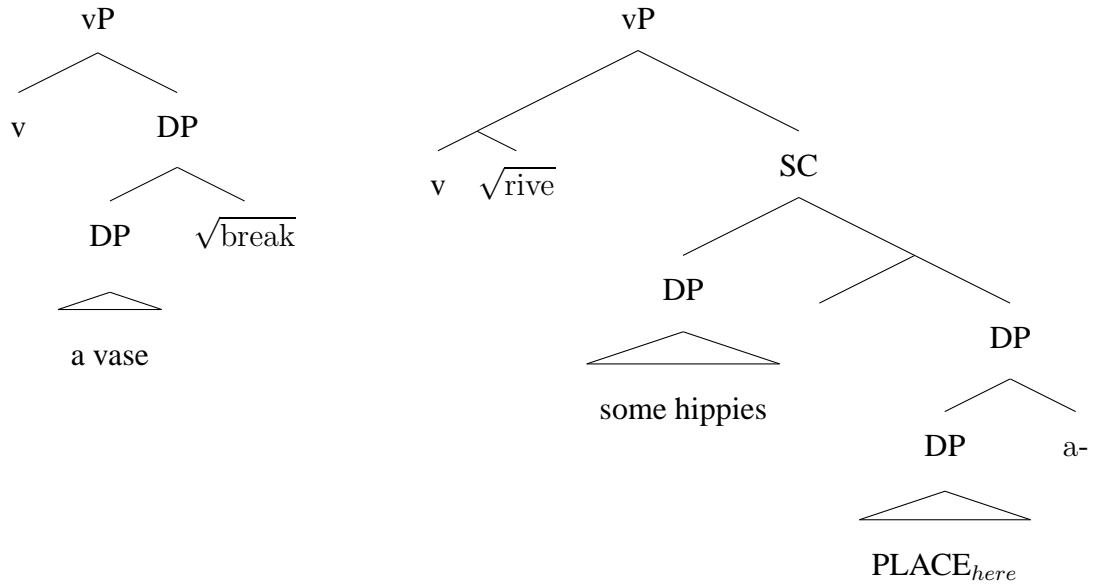 vP
v
DP
DP
√break
a vase
vP
v √rive
SC
DP
some hippies
DP
DP
a-
PLACE_here